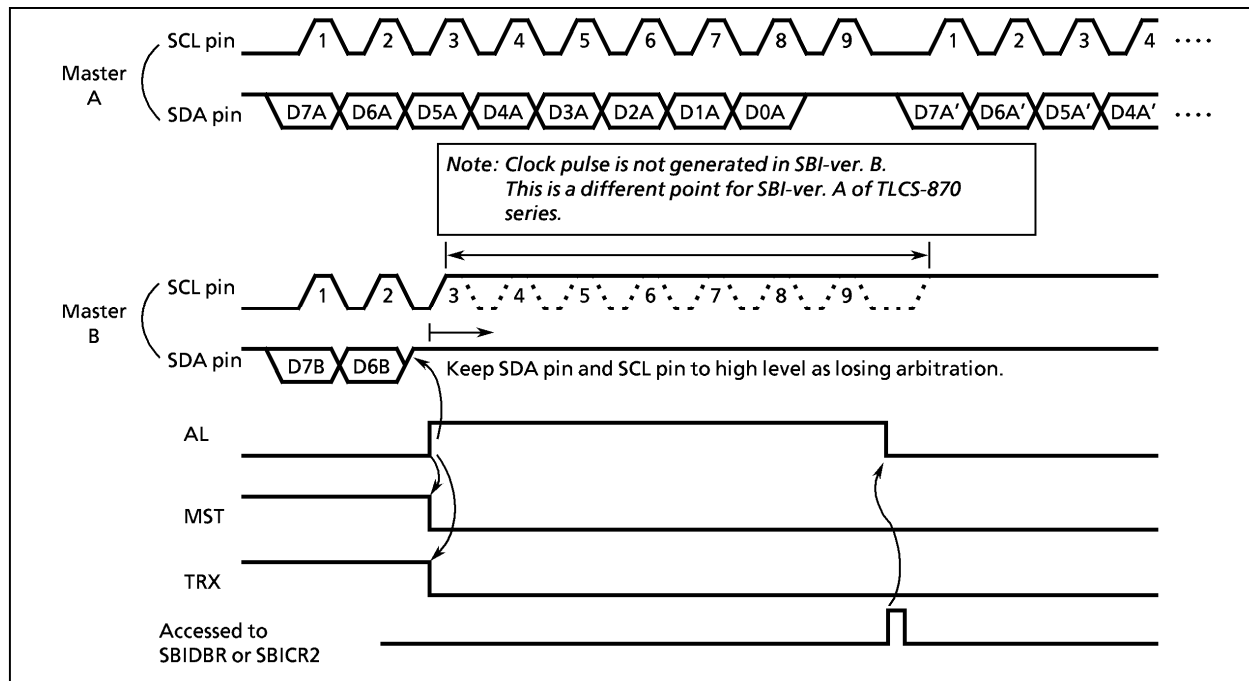 SCL pin 1 2 3 4 5 6 7 8 9 1 2 3 4 ····
Master
A
SDA pin D7A D6A D5A D4A D3A D2A D1A D0A D7A′ D6A′ D5A′ D4A′ ····
Note: Clock pulse is not generated in SBI-ver. B.
This is a different point for SBI-ver. A of TLCS-870
series.
SCL pin 1 2 3 4 5 6 7 8 9
Master
B
SDA pin D7B D6B Keep SDA pin and SCL pin to high level as losing arbitration.
AL
MST
TRX
Accessed to
SBIDBR or SBICR2